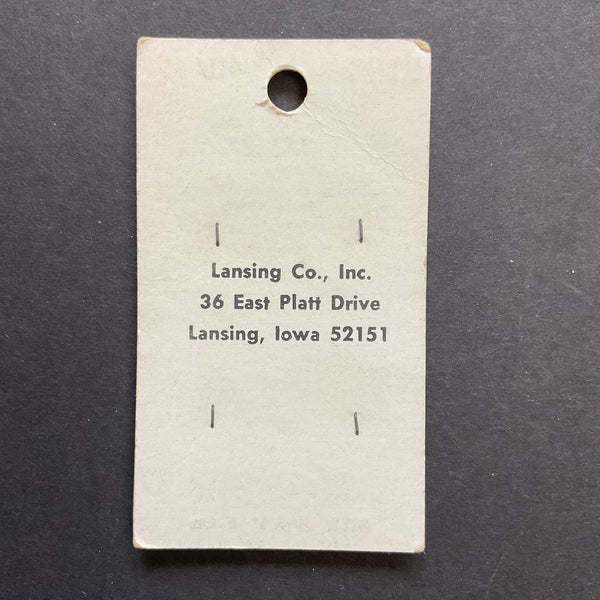 Lansing Co., Inc.
36 East Platt Drive
Lansing, Iowa 52151